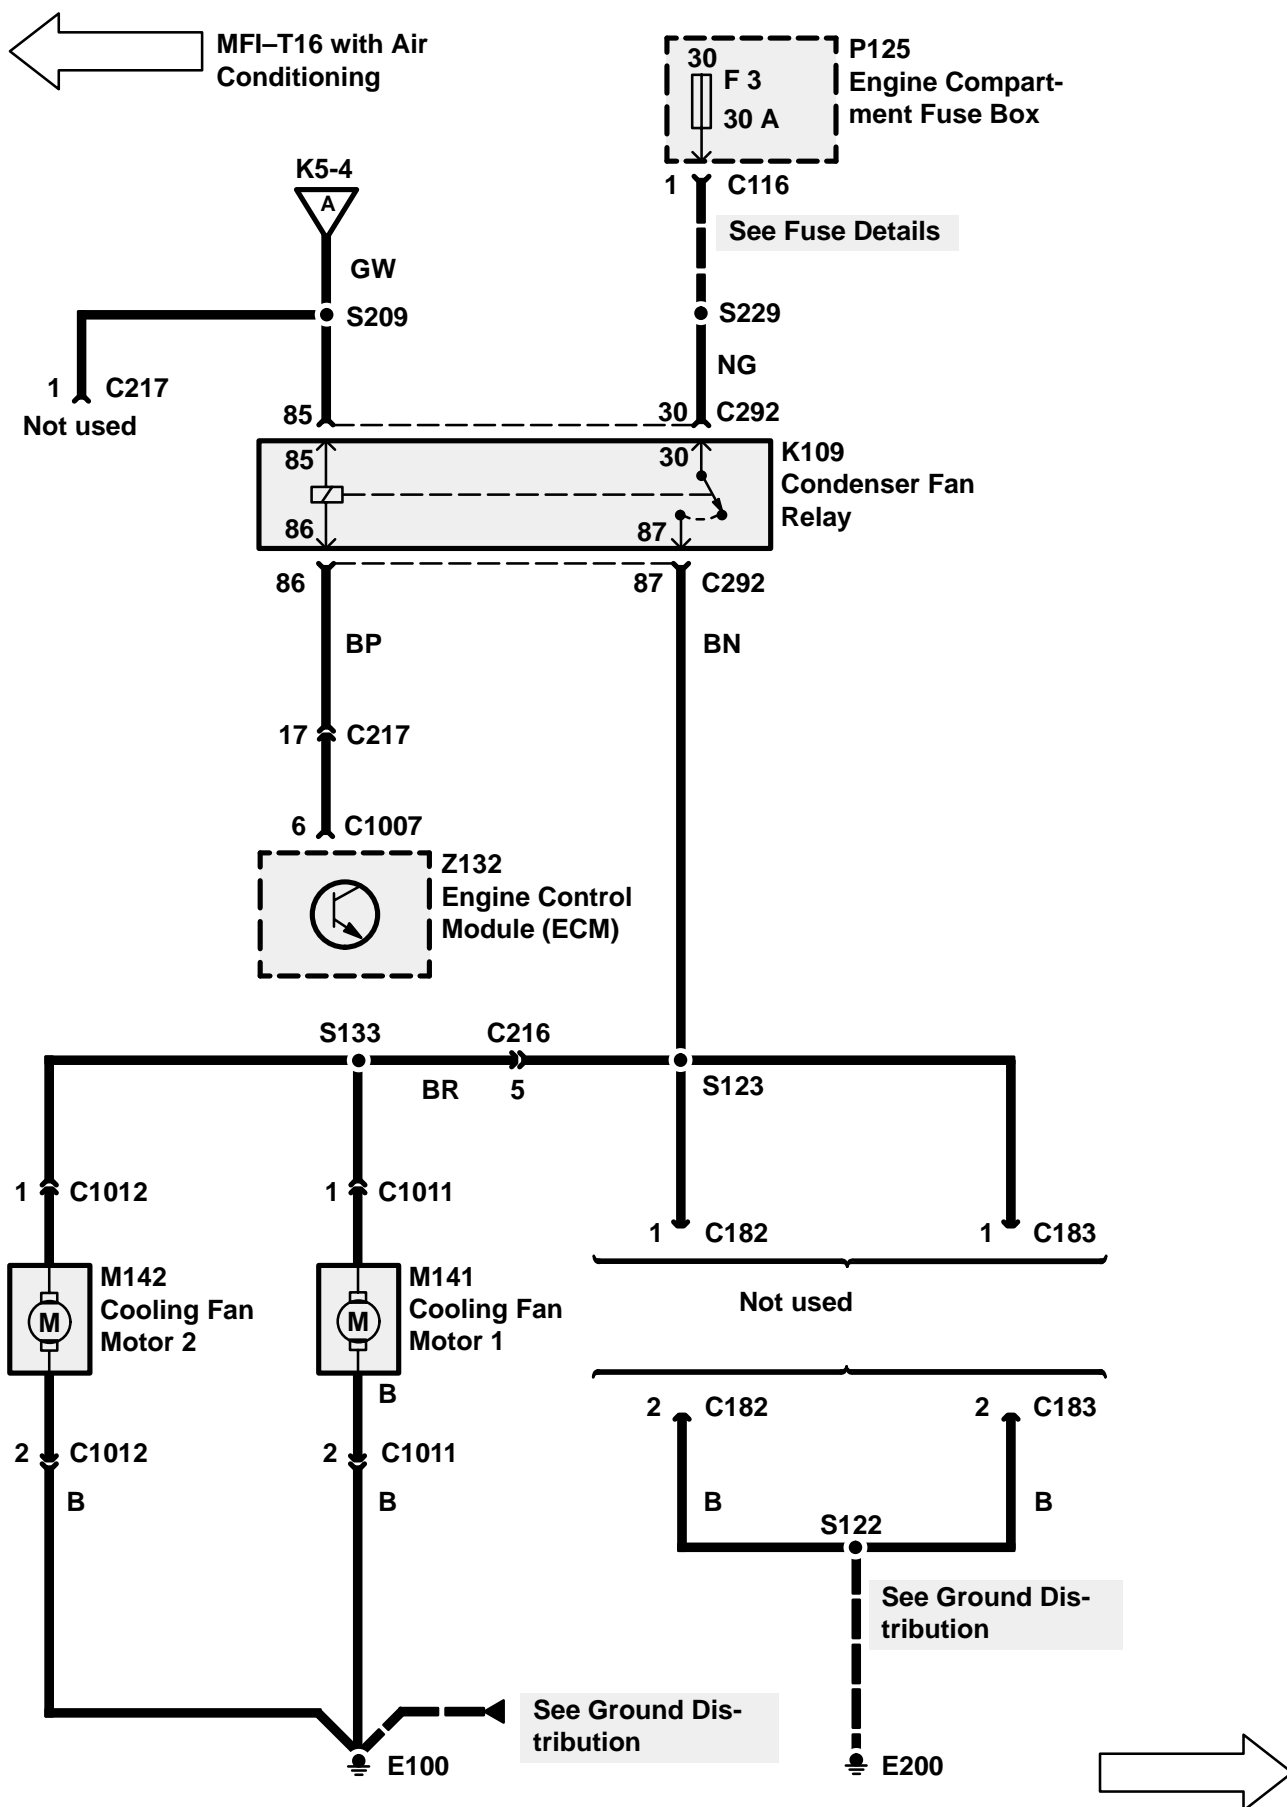 MFI–T16 with Air
Conditioning
30
F 3
30 A
P125
Engine Compart-
ment Fuse Box
K5-4
A
1
C116
See Fuse Details
GW
S209
S229
NG
1
C217
Not used
85
30
C292
85
30
86
87
K109
Condenser Fan
Relay
86
87
C292
BP
BN
17
C217
6
C1007
Z132
Engine Control
Module (ECM)
S133
C216
BR
5
S123
1
C1012
1
C1011
1
C182
1
C183
M142
Cooling Fan
Motor 2
M
M141
Cooling Fan
Motor 1
M
Not used
B
2
C182
2
C183
2
C1012
2
C1011
B
B
B
B
S122
See Ground Dis-
tribution
See Ground Dis-
tribution
E100
E200